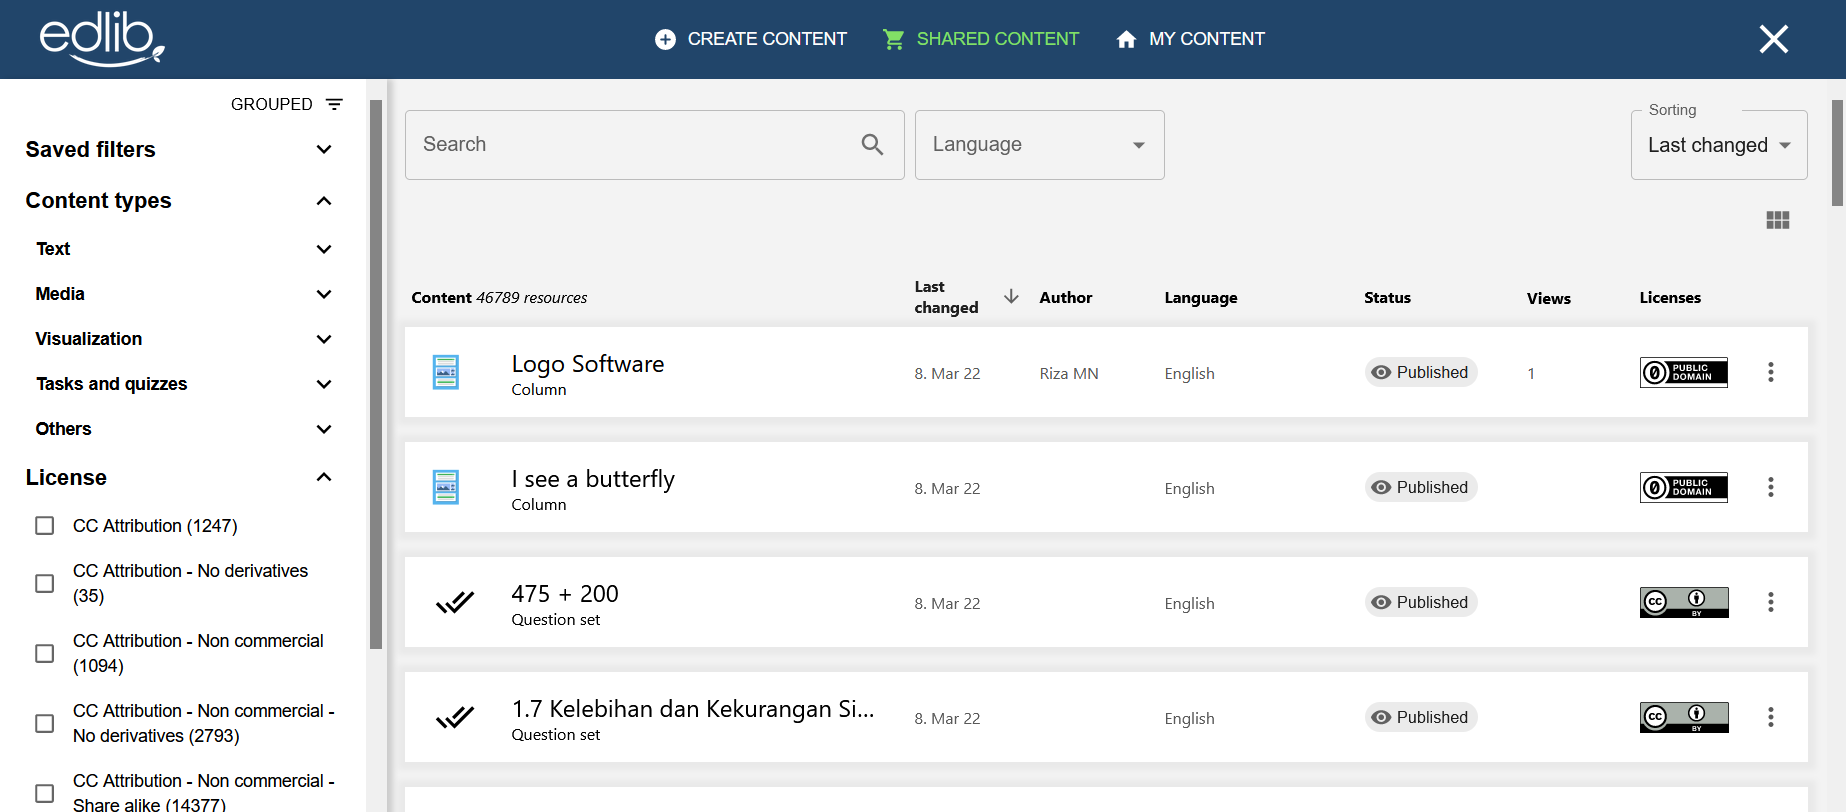 edlib
CREATE CONTENT
SHARED CONTENT
MY CONTENT
GROUPED
Saved filters
Content types
Text
Media
Visualization
Tasks and quizzes
Others
License
CC Attribution (1247)
CC Attribution - No derivatives
(35)
CC Attribution - Non commercial
(1094)
CC Attribution - Non commercial -
No derivatives (2793)
CC Attribution - Non commercial -
Share alike (14377)
Search
Language
Sorting
Last changed
Content 46789 resources
Last
changed
Author
Language
Status
Views
Licenses
Logo Software
Column
8. Mar 22
Riza MN
English
Published
1
PUBLIC
DOMAIN
I see a butterfly
Column
8. Mar 22
English
Published
PUBLIC
DOMAIN
475 + 200
Question set
8. Mar 22
English
Published
CC
BY
1.7 Kelebihan dan Kekurangan Si...
Question set
8. Mar 22
English
Published
CC
BY